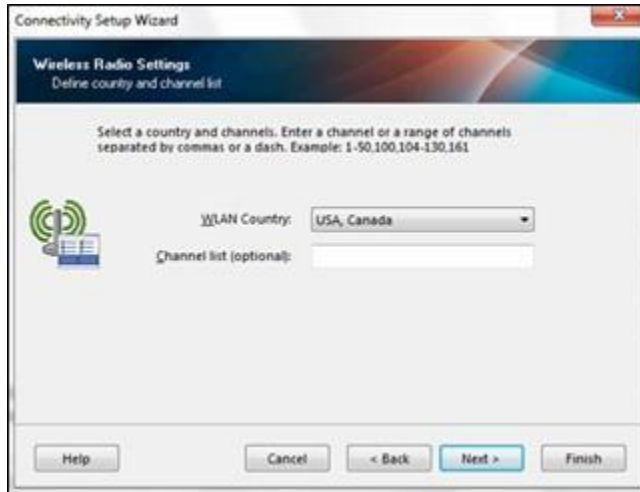 Connectivity Setup Wizard
Wireless Radio Settings
Define country and channel list
Select a country and channels. Enter a channel or a range of channels
separated by commas or a dash. Example: 1-50,100,104-130,161
WLAN Country: USA, Canada
Channel list (optional):
Help Cancel < Back Next > Finish